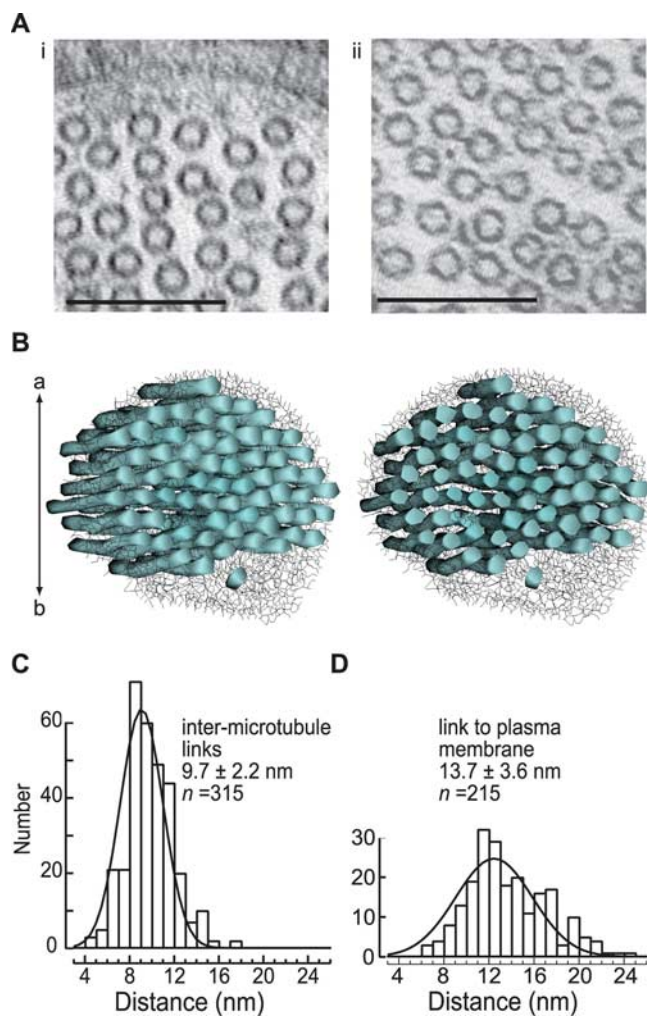 A
i
ii
B
a
b
C
D
inter-microtubule
links
9.7 ± 2.2 nm
n =315
link to plasma
membrane
13.7 ± 3.6 nm
n =215
Number
60
40
20
0
30
20
10
0
4 8 12 16 20 24
4 8 12 16 20 24
Distance (nm)
Distance (nm)